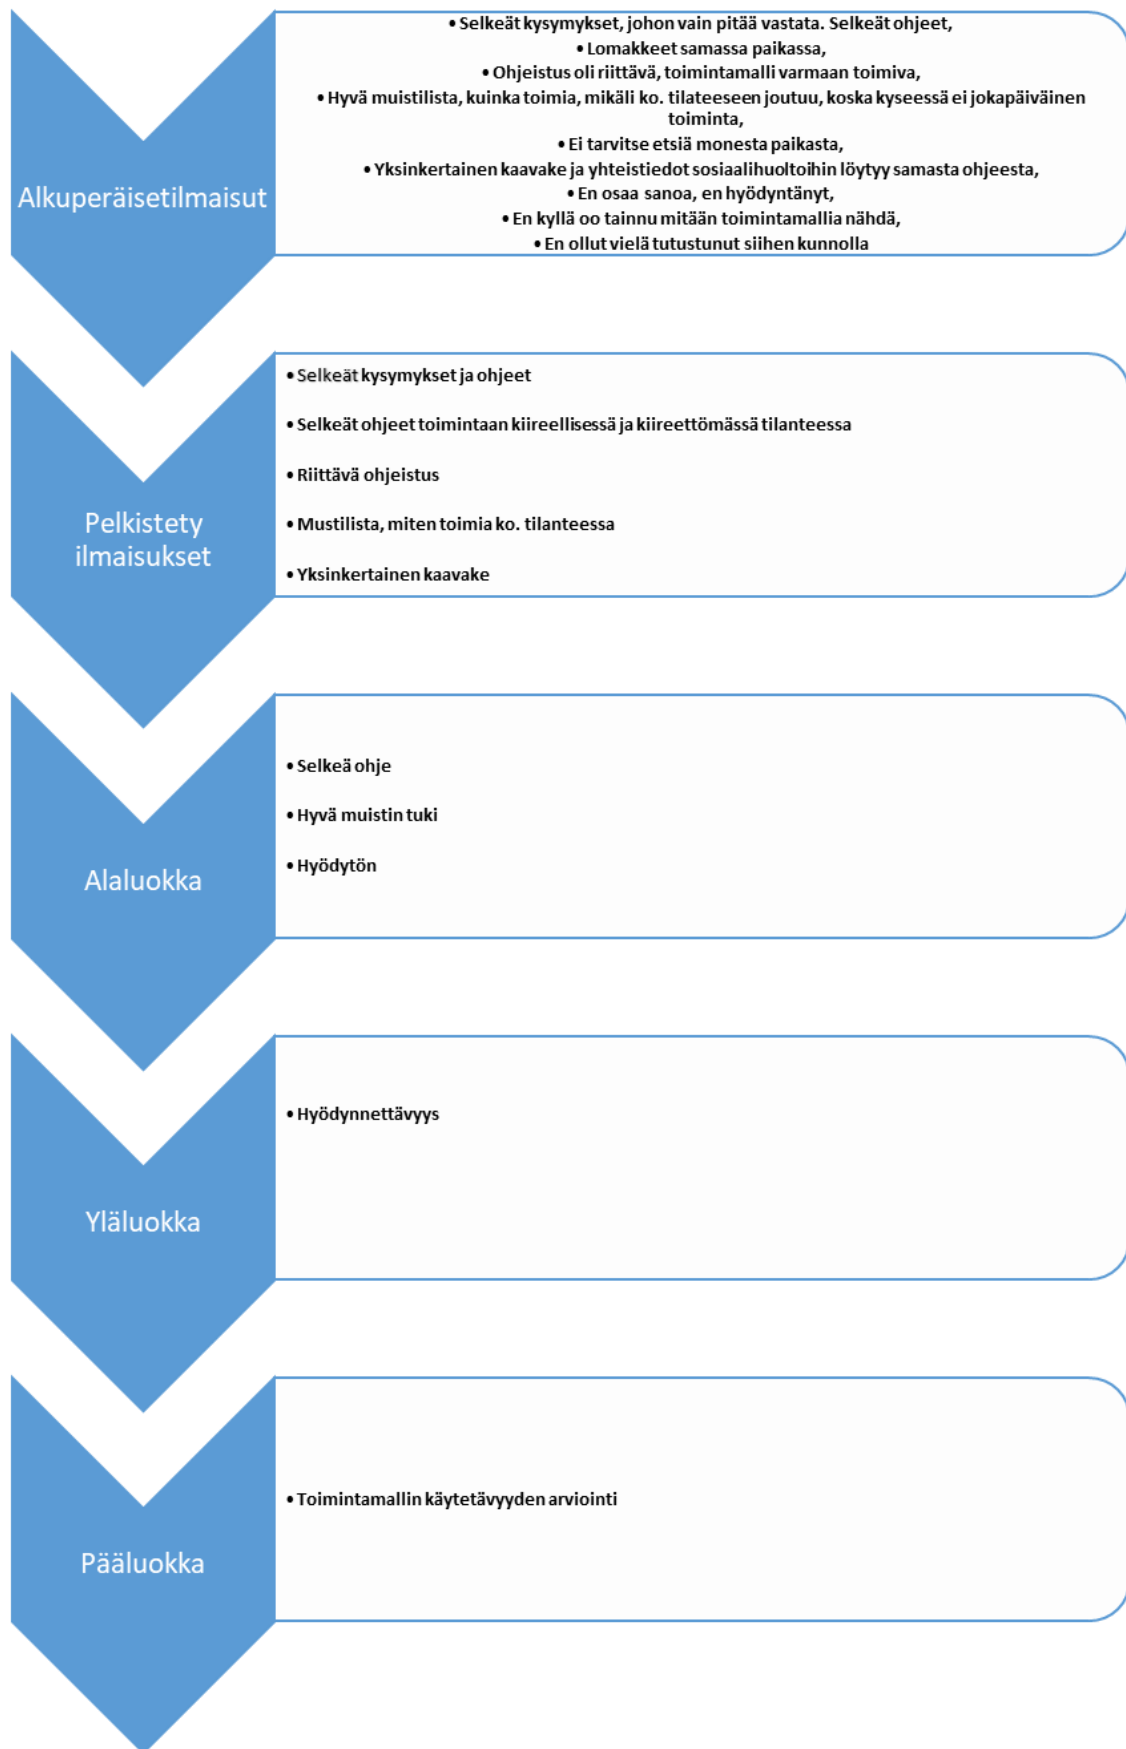 Alkuperäisetilmaisut
• Selkeät kysymykset, johon vain pitää vastata. Selkeät ohjeet,
• Lomakkeet samassa paikassa,
• Ohjeistus oli riittävä, toimintamalli varmaan toimiva,
• Hyvä muistilista, kuinka toimia, mikäli ko. tilateeseen joutuu, koska kyseessä ei jokapäiväinen
toiminta,
• Ei tarvitse etsiä monesta paikasta,
• Yksinkertainen kaavake ja yhteistiedot sosiaalihuoltoihin löytyy samasta ohjeesta,
• En osaa sanoa, en hyödyntänyt,
• En kyllä oo tainnu mitään toimintamallia nähdä,
• En ollut vielä tutustunut siihen kunnolla
Pelkistety
ilmaisukset
• Selkeät kysymykset ja ohjeet
• Selkeät ohjeet toimintaan kiireellisessä ja kiireettömässä tilanteessa
• Riittävä ohjeistus
• Mustilista, miten toimia ko. tilanteessa
• Yksinkertainen kaavake
Alaluokka
• Selkeä ohje
• Hyvä muistin tuki
• Hyödytön
Yläluokka
• Hyödynnettävyys
Pääluokka
• Toimintamallin käytetävyyden arviointi